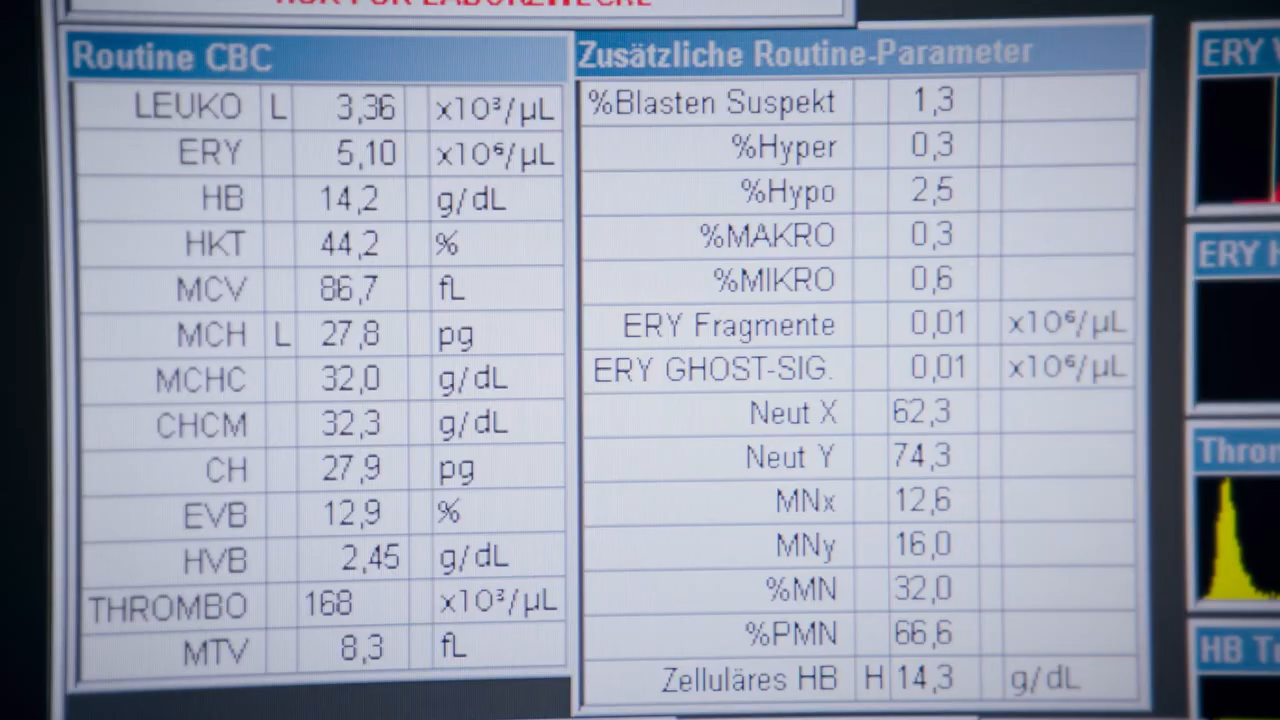 NUR FÜR LABORZWECKE
Routine CBC
LEUKO L 3,36 x10³/µL
ERY 5,10 x10⁶/µL
HB 14,2 g/dL
HKT 44,2 %
MCV 86,7 fL
MCH L 27,8 pg
MCHC 32,0 g/dL
CHCM 32,3 g/dL
CH 27,9 pg
EVB 12,9 %
HVB 2,45 g/dL
THROMBO 168 x10³/µL
MTV 8,3 fL
Zusätzliche Routine-Parameter
%Blasten Suspekt 1,3
%Hyper 0,3
%Hypo 2,5
%MAKRO 0,3
%MIKRO 0,6
ERY Fragmente 0,01 x10⁶/µL
ERY GHOST-SIG. 0,01 x10⁶/µL
Neut X 62,3
Neut Y 74,3
MNx 12,6
MNy 16,0
%MN 32,0
%PMN 66,6
Zelluläres HB H 14,3 g/dL
ERY
ERY
Throm
HB